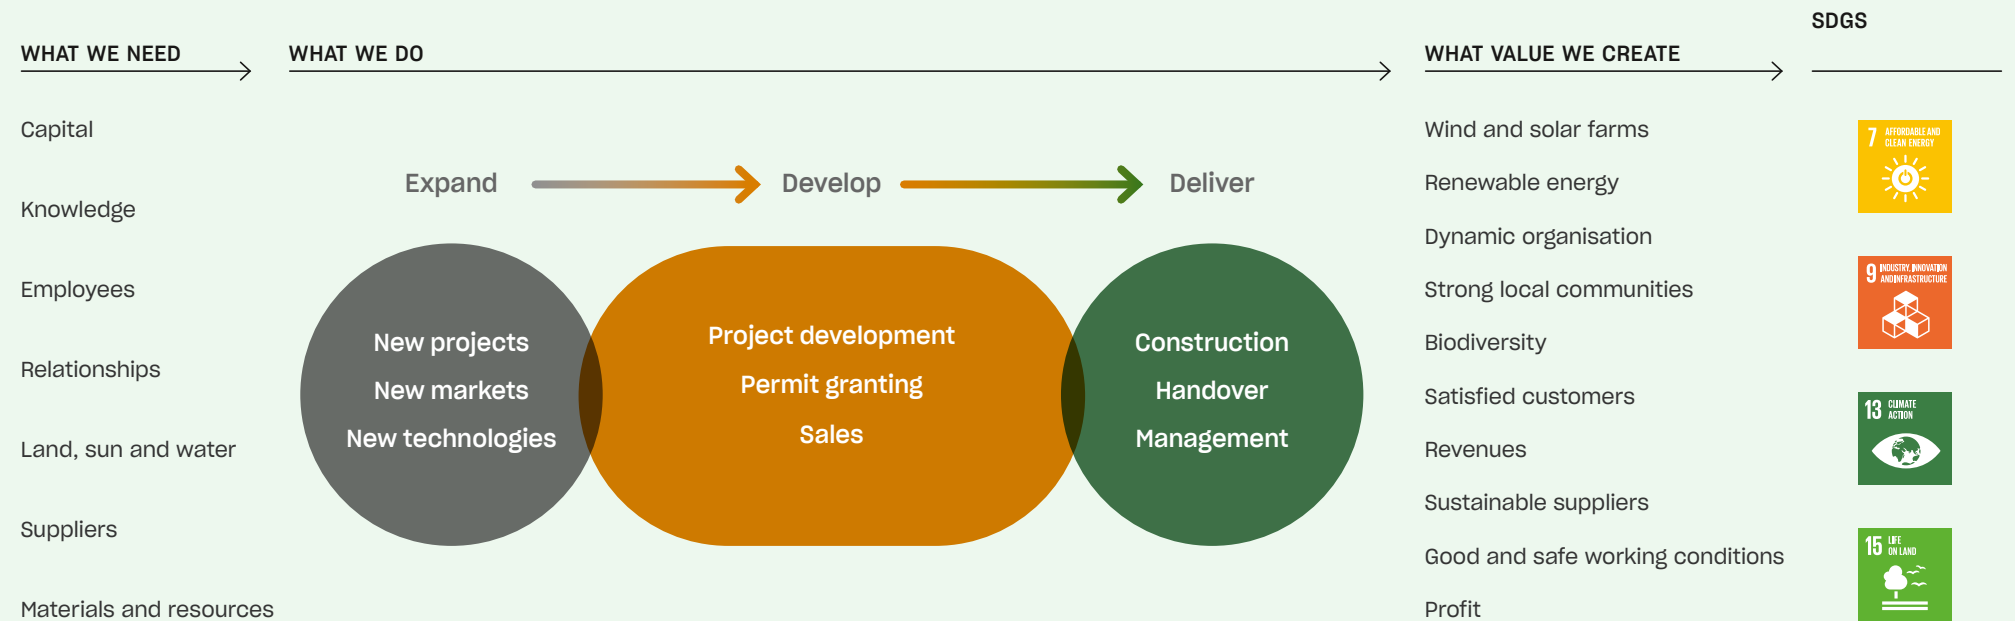 SDGS
WHAT WE NEED
WHAT WE DO
WHAT VALUE WE CREATE
Capital
Knowledge
Employees
Relationships
Land, sun and water
Suppliers
Materials and resources
Expand
Develop
Deliver
New projects
New markets
New technologies
Project development
Permit granting
Sales
Construction
Handover
Management
Wind and solar farms
Renewable energy
Dynamic organisation
Strong local communities
Biodiversity
Satisfied customers
Revenues
Sustainable suppliers
Good and safe working conditions
Profit
7 AFFORDABLE AND
CLEAN ENERGY
9 INDUSTRY, INNOVATION
AND INFRASTRUCTURE
13 CLIMATE
ACTION
15 LIFE
ON LAND